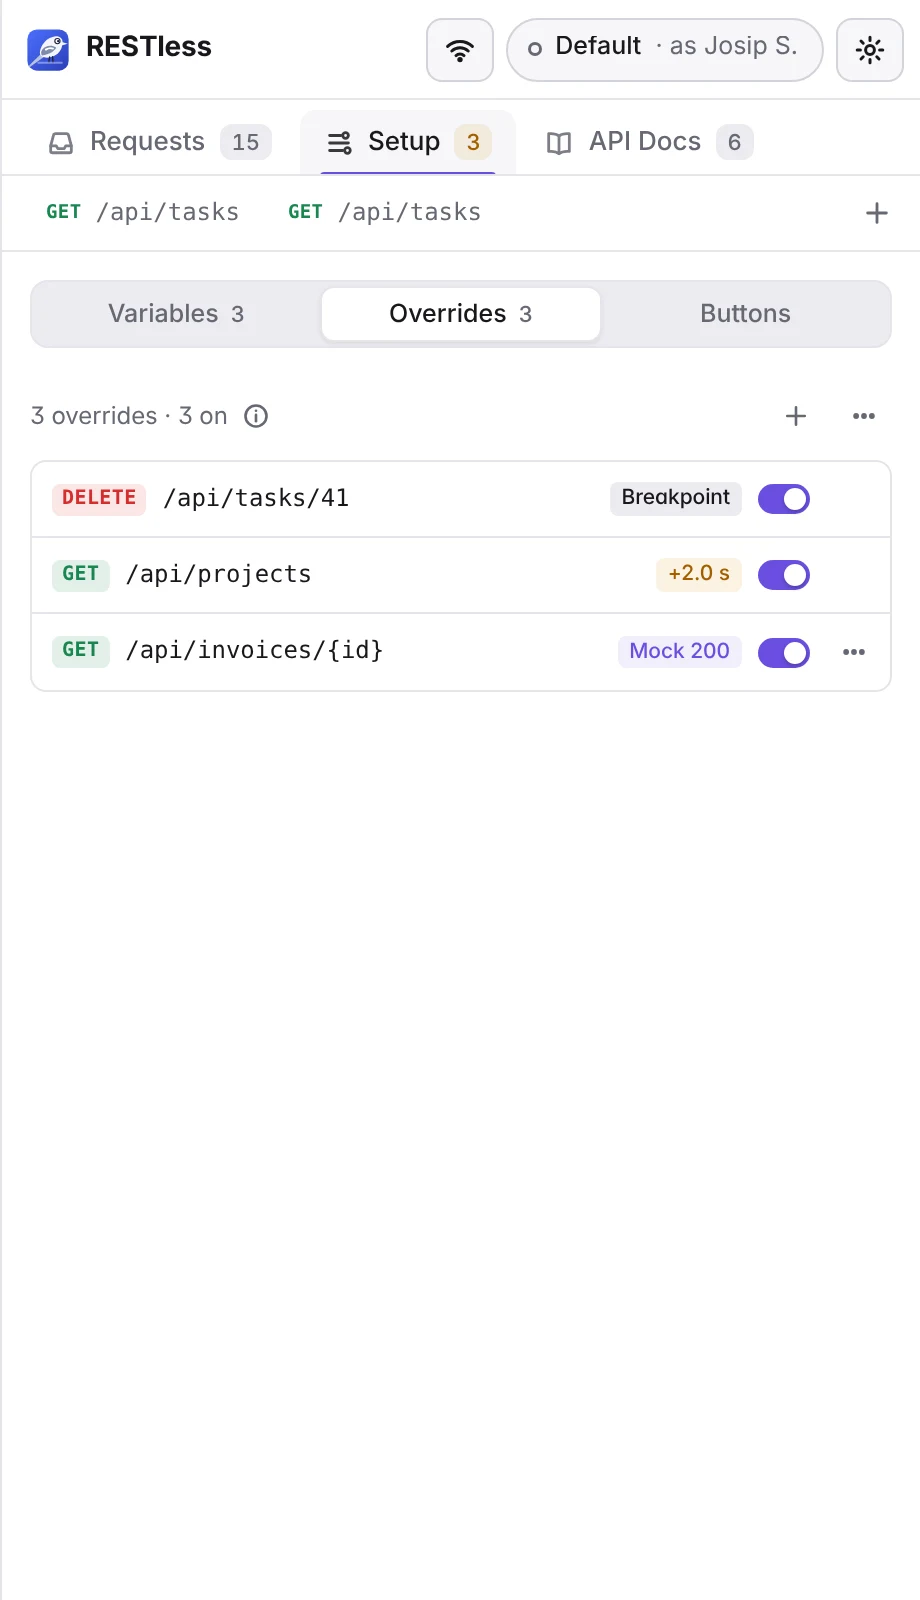 RESTless
Default · as Josip S.
Requests 15
Setup 3
API Docs 6
GET /api/tasks
GET /api/tasks
Variables 3
Overrides 3
Buttons
3 overrides · 3 on
DELETE /api/tasks/41 Breakpoint
GET /api/projects +2.0 s
GET /api/invoices/{id} Mock 200